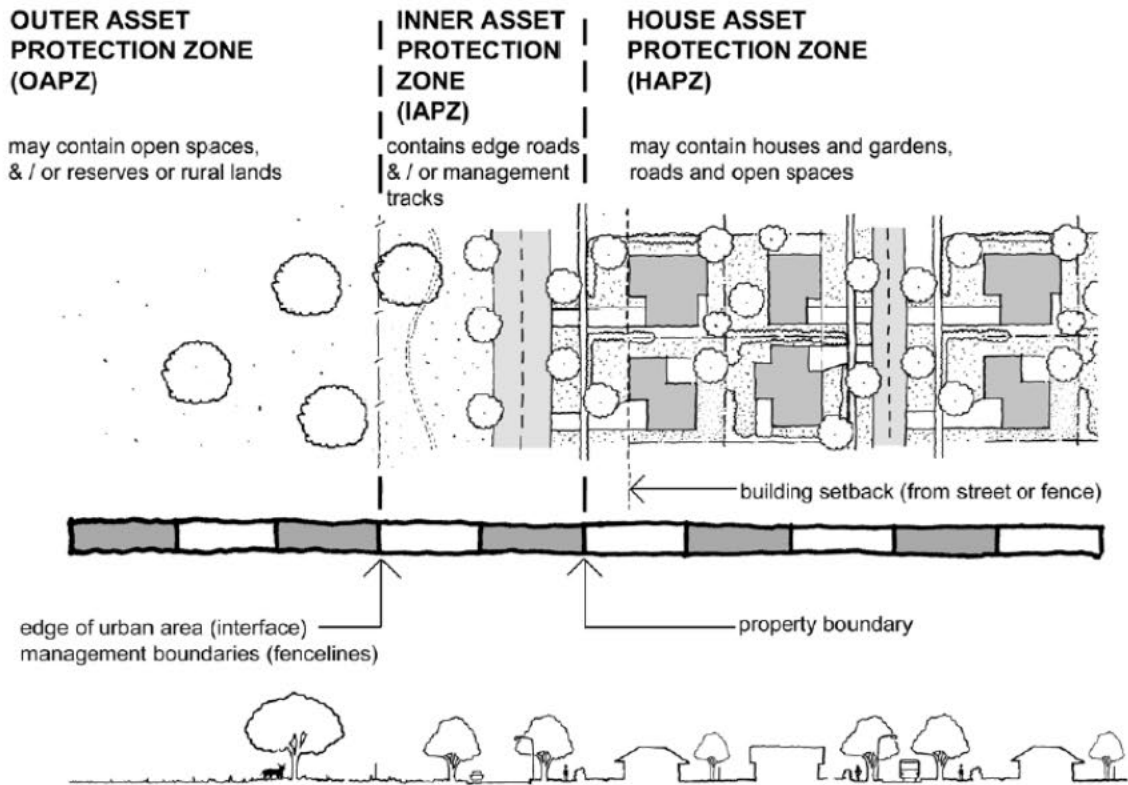 OUTER ASSET
PROTECTION ZONE
(OAPZ)
may contain open spaces,
& / or reserves or rural lands
INNER ASSET
PROTECTION
ZONE
(IAPZ)
contains edge roads
& / or management
tracks
HOUSE ASSET
PROTECTION ZONE
(HAPZ)
may contain houses and gardens,
roads and open spaces
building setback (from street or fence)
edge of urban area (interface)
management boundaries (fencelines)
property boundary